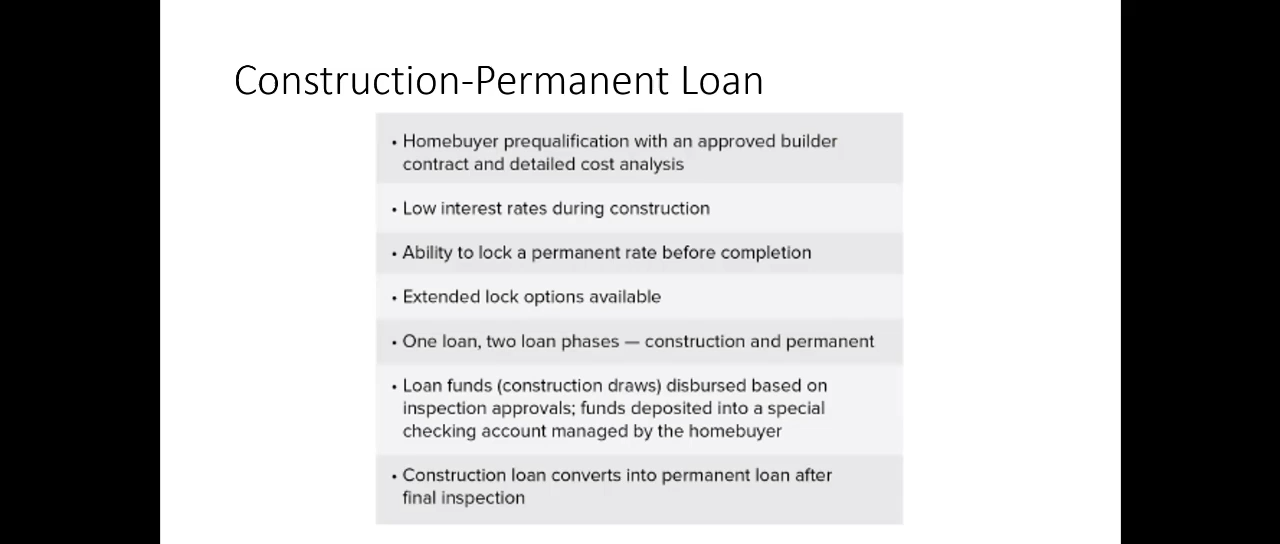 Construction-Permanent Loan
• Homebuyer prequalification with an approved builder
contract and detailed cost analysis
• Low interest rates during construction
• Ability to lock a permanent rate before completion
• Extended lock options available
• One loan, two loan phases — construction and permanent
• Loan funds (construction draws) disbursed based on
inspection approvals; funds deposited into a special
checking account managed by the homebuyer
• Construction loan converts into permanent loan after
final inspection